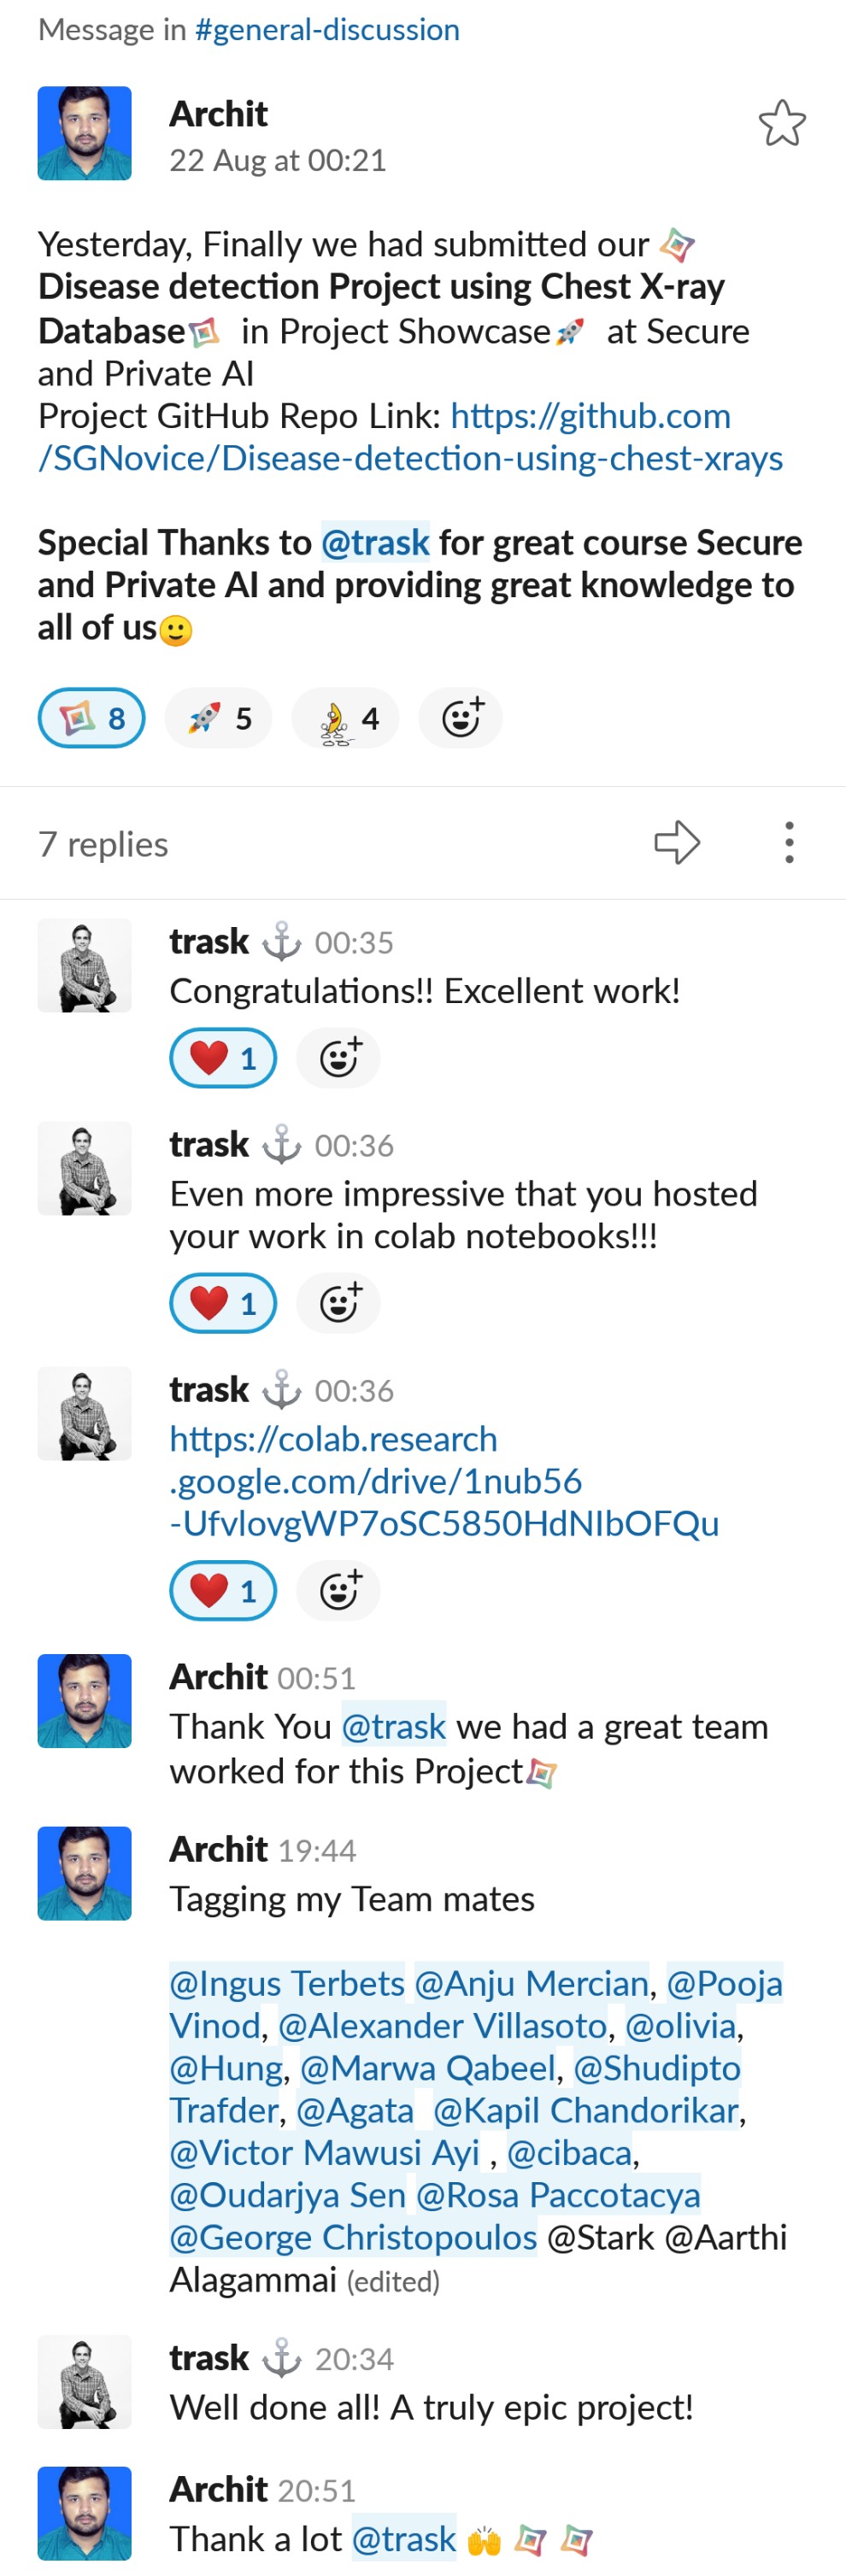 Message in #general-discussion
Archit
22 Aug at 00:21
Yesterday, Finally we had submitted our
Disease detection Project using Chest X-ray
Database in Project Showcase🚀 at Secure
and Private AI
Project GitHub Repo Link: https://github.com
/SGNovice/Disease-detection-using-chest-xrays
Special Thanks to @trask for great course Secure
and Private AI and providing great knowledge to
all of us🙂
8 🚀 5 4
7 replies
trask ⚓ 00:35
Congratulations!! Excellent work!
❤️ 1
trask ⚓ 00:36
Even more impressive that you hosted
your work in colab notebooks!!!
❤️ 1
trask ⚓ 00:36
https://colab.research
.google.com/drive/1nub56
-UfvlovgWP7oSC5850HdNIbOFQu
❤️ 1
Archit 00:51
Thank You @trask we had a great team
worked for this Project
Archit 19:44
Tagging my Team mates
@Ingus Terbets @Anju Mercian, @Pooja
Vinod, @Alexander Villasoto, @olivia,
@Hung, @Marwa Qabeel, @Shudipto
Trafder, @Agata @Kapil Chandorikar,
@Victor Mawusi Ayi , @cibaca,
@Oudarjya Sen @Rosa Paccotacya
@George Christopoulos @Stark @Aarthi
Alagammai (edited)
trask ⚓ 20:34
Well done all! A truly epic project!
Archit 20:51
Thank a lot @trask 🙌